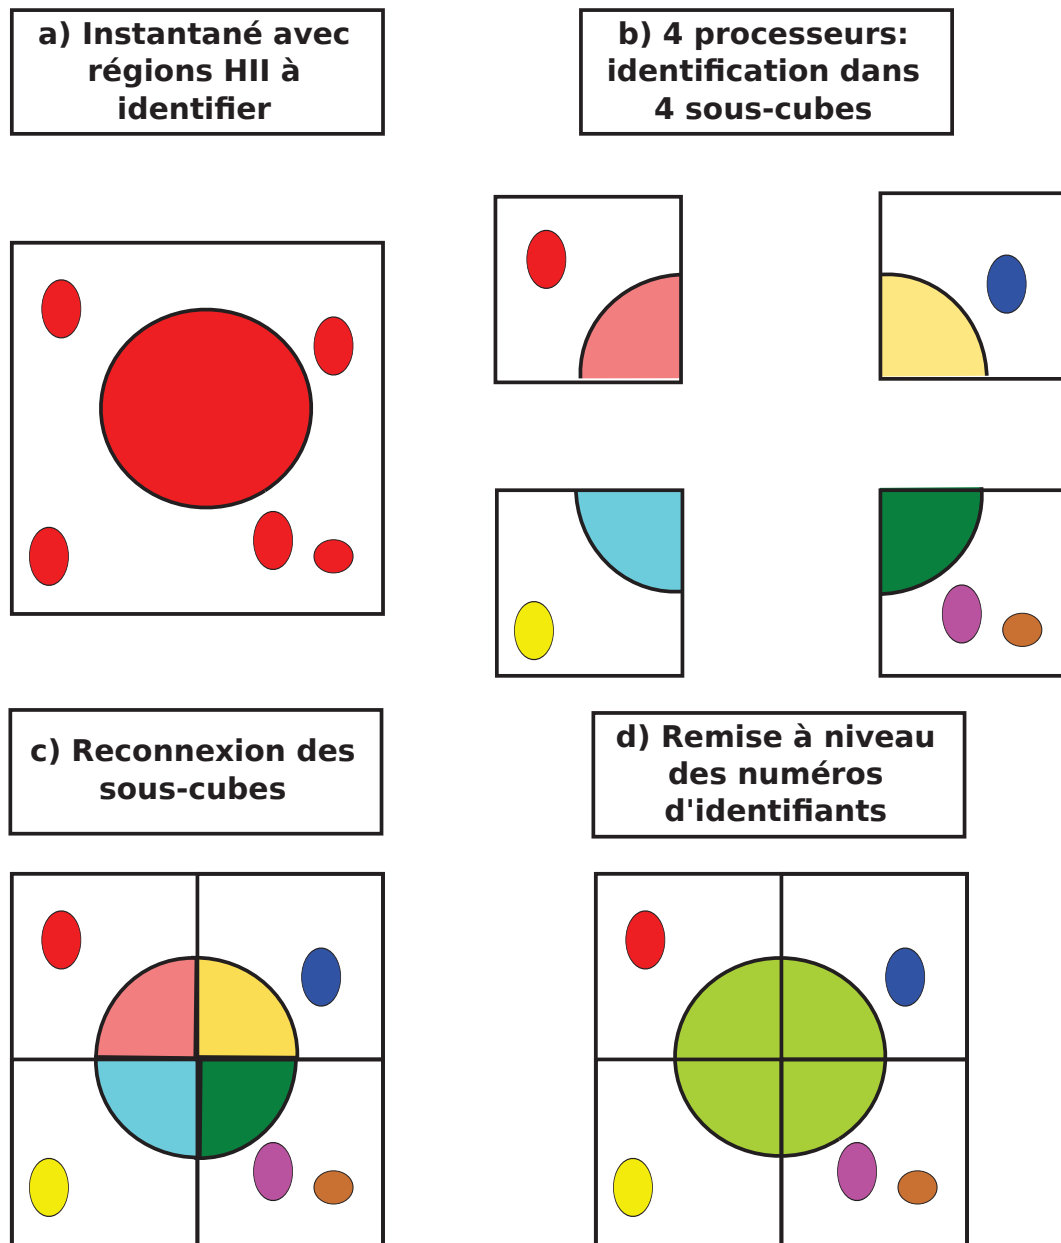 a) Instantané avec
régions HII à
identifier
b) 4 processeurs:
identification dans
4 sous-cubes
c) Reconnexion des
sous-cubes
d) Remise à niveau
des numéros
d'identifiants